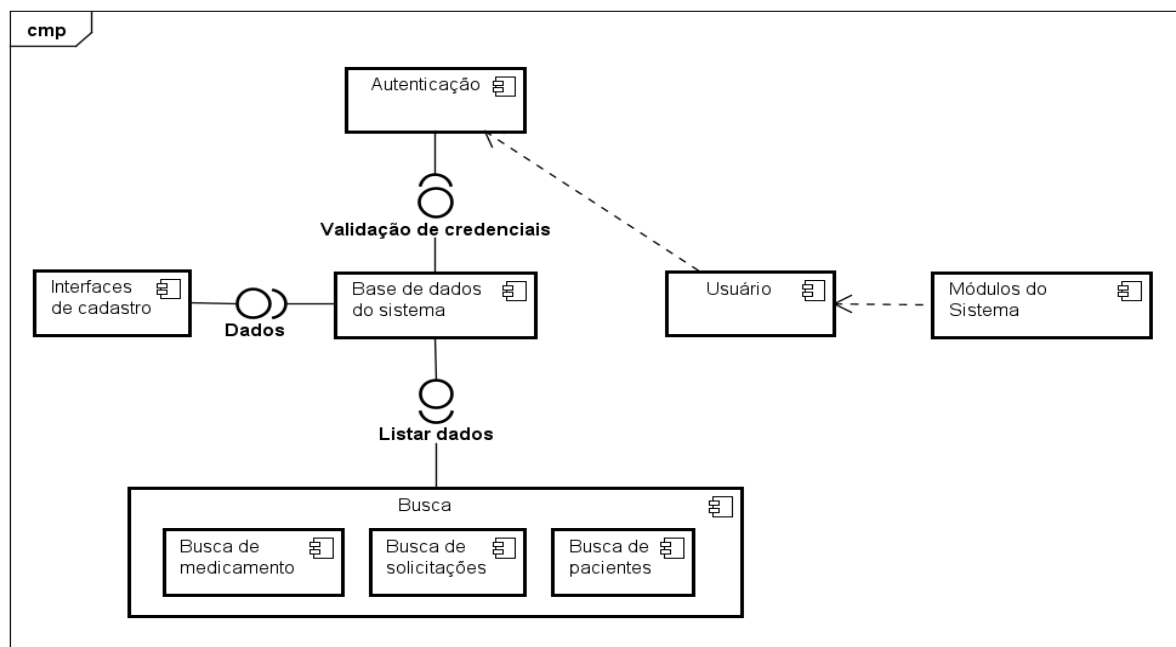 cmp
Autenticação
Validação de credenciais
Interfaces
de cadastro
Dados
Base de dados
do sistema
Usuário
Módulos do
Sistema
Listar dados
Busca
Busca de
medicamento
Busca de
solicitações
Busca de
pacientes